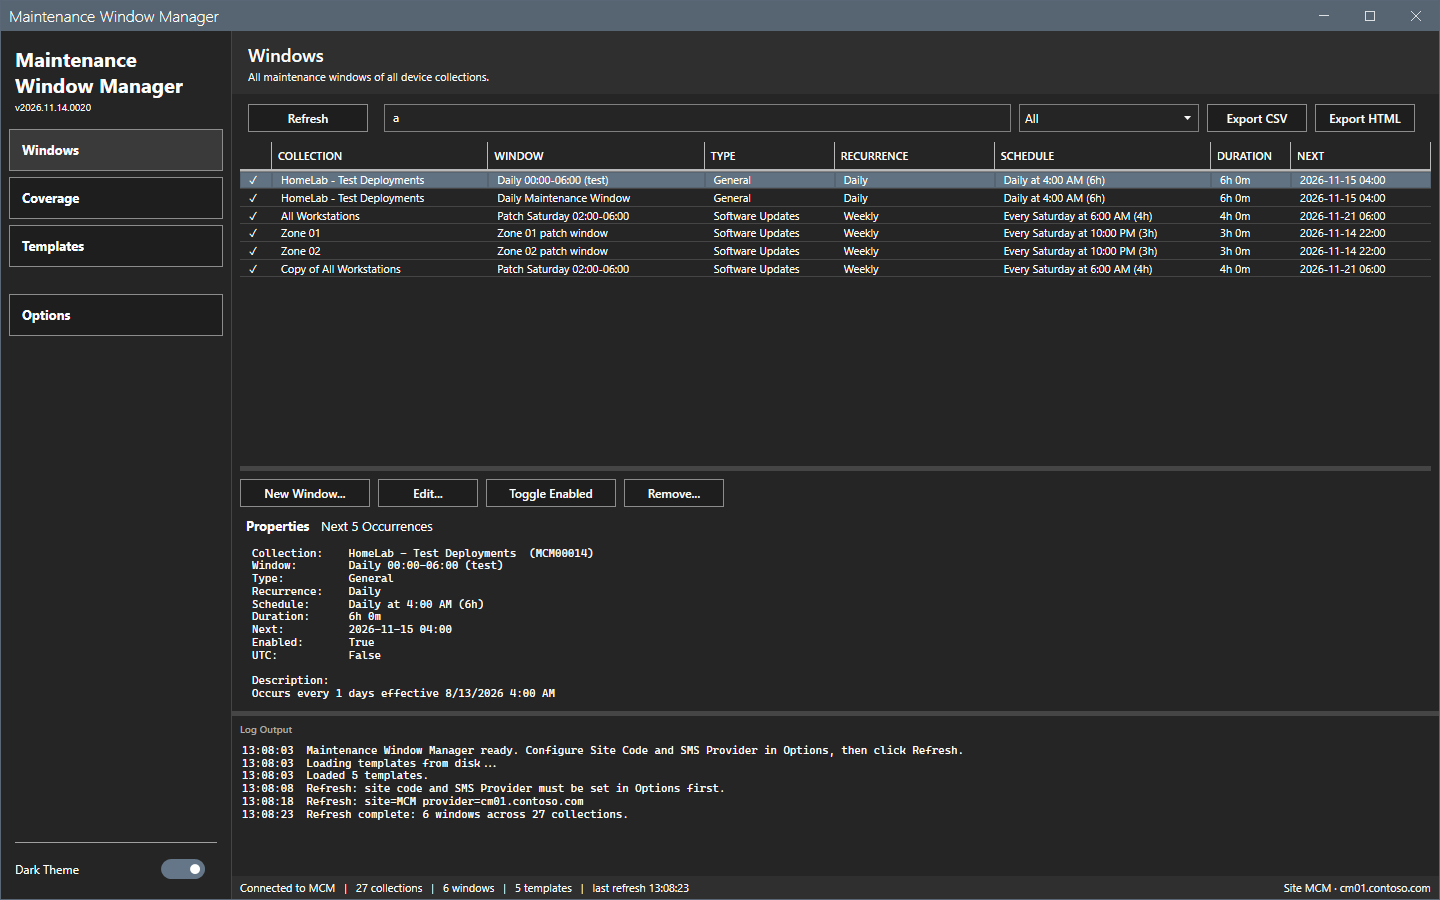 Maintenance Window Manager
Maintenance
Window Manager
v2026.11.14.0020
Windows
Coverage
Templates
Options
Dark Theme
Windows
All maintenance windows of all device collections.
Refresh a All Export CSV Export HTML
COLLECTION WINDOW TYPE RECURRENCE SCHEDULE DURATION NEXT
✓ HomeLab - Test Deployments Daily 00:00-06:00 (test) General Daily Daily at 4:00 AM (6h) 6h 0m 2026-11-15 04:00
✓ HomeLab - Test Deployments Daily Maintenance Window General Daily Daily at 4:00 AM (6h) 6h 0m 2026-11-15 04:00
✓ All Workstations Patch Saturday 02:00-06:00 Software Updates Weekly Every Saturday at 6:00 AM (4h) 4h 0m 2026-11-21 06:00
✓ Zone 01 Zone 01 patch window Software Updates Weekly Every Saturday at 10:00 PM (3h) 3h 0m 2026-11-14 22:00
✓ Zone 02 Zone 02 patch window Software Updates Weekly Every Saturday at 10:00 PM (3h) 3h 0m 2026-11-14 22:00
✓ Copy of All Workstations Patch Saturday 02:00-06:00 Software Updates Weekly Every Saturday at 6:00 AM (4h) 4h 0m 2026-11-21 06:00
New Window... Edit... Toggle Enabled Remove...
Properties Next 5 Occurrences
Collection: HomeLab - Test Deployments (MCM00014)
Window: Daily 00:00-06:00 (test)
Type: General
Recurrence: Daily
Schedule: Daily at 4:00 AM (6h)
Duration: 6h 0m
Next: 2026-11-15 04:00
Enabled: True
UTC: False
Description:
Occurs every 1 days effective 8/13/2026 4:00 AM
Log Output
13:08:03 Maintenance Window Manager ready. Configure Site Code and SMS Provider in Options, then click Refresh.
13:08:03 Loading templates from disk...
13:08:03 Loaded 5 templates.
13:08:08 Refresh: site code and SMS Provider must be set in Options first.
13:08:18 Refresh: site=MCM provider=cm01.contoso.com
13:08:23 Refresh complete: 6 windows across 27 collections.
Connected to MCM | 27 collections | 6 windows | 5 templates | last refresh 13:08:23
Site MCM · cm01.contoso.com